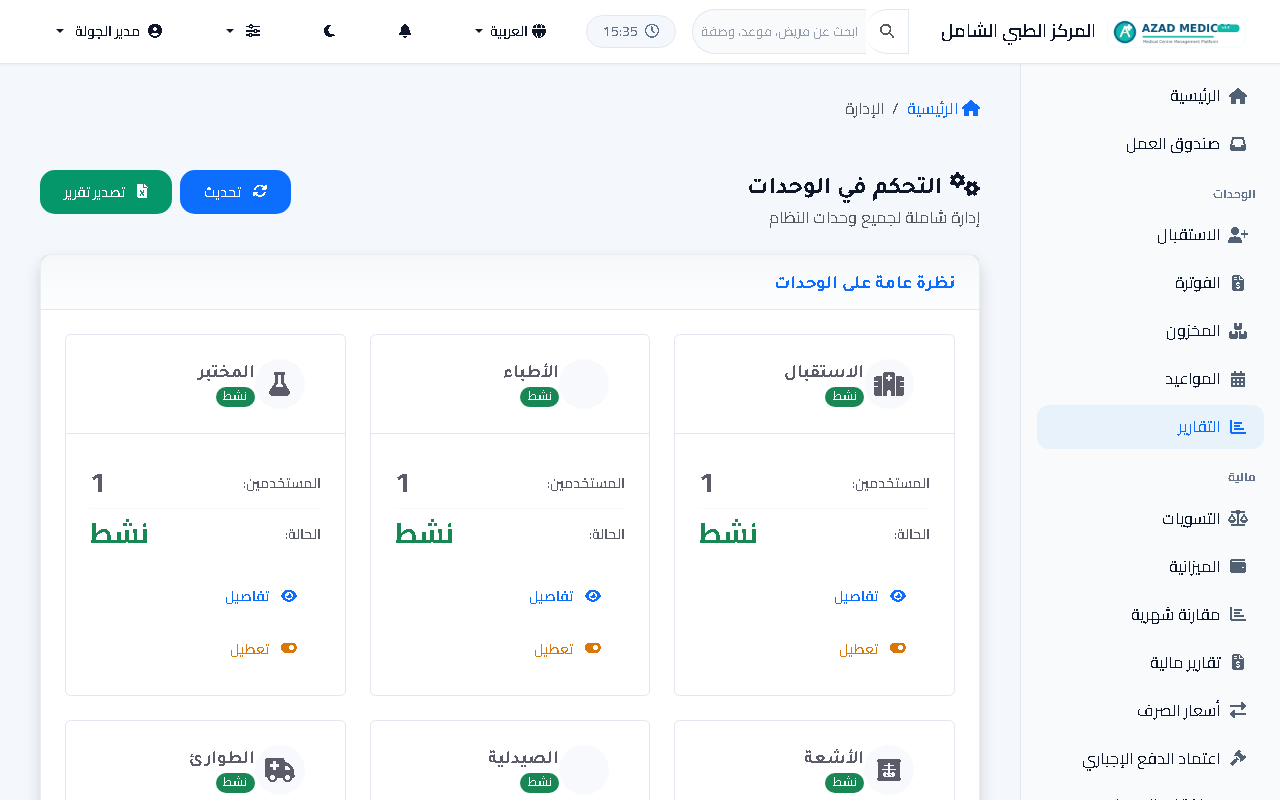 AZAD MEDIC
Medical Centre Management Platform
المركز الطبي الشامل
ابحث عن مريض، موعد، وصفة
15:35
العربية
مدير الجولة
الرئيسية
صندوق العمل
الوحدات
الاستقبال
الفوترة
المخزون
المواعيد
التقارير
مالية
التسويات
الميزانية
مقارنة شهرية
تقارير مالية
أسعار الصرف
اعتماد الدفع الإجباري
الرئيسية / الإدارة
التحكم في الوحدات
إدارة شاملة لجميع وحدات النظام
تحديث
تصدير تقرير
نظرة عامة على الوحدات
الاستقبال
نشط
المستخدمين: 1
الحالة: نشط
تفاصيل
تعطيل
الأطباء
نشط
المستخدمين: 1
الحالة: نشط
تفاصيل
تعطيل
المختبر
نشط
المستخدمين: 1
الحالة: نشط
تفاصيل
تعطيل
الأشعة
نشط
الصيدلية
نشط
الطوارئ
نشط